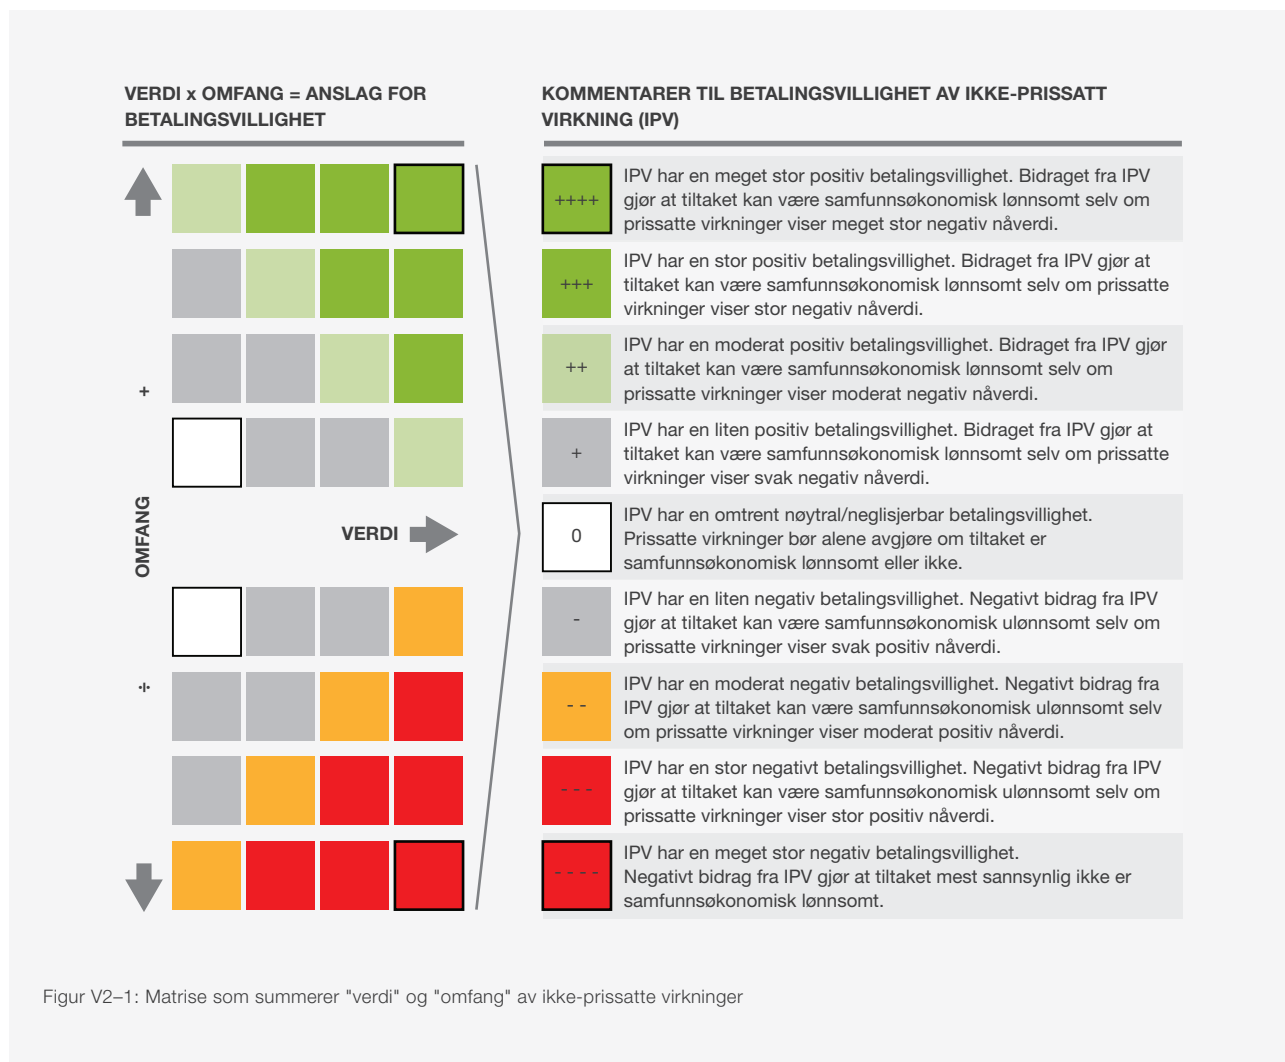 VERDI x OMFANG = ANSLAG FOR
BETALINGSVILLIGHET
+
OMFANG
VERDI
÷
KOMMENTARER TIL BETALINGSVILLIGHET AV IKKE-PRISSATT
VIRKNING (IPV)
++++
IPV har en meget stor positiv betalingsvillighet. Bidraget fra IPV
gjør at tiltaket kan være samfunnsøkonomisk lønnsomt selv om
prissatte virkninger viser meget stor negativ nåverdi.
+++
IPV har en stor positiv betalingsvillighet. Bidraget fra IPV gjør at
tiltaket kan være samfunnsøkonomisk lønnsomt selv om prissatte
virkninger viser stor negativ nåverdi.
++
IPV har en moderat positiv betalingsvillighet. Bidraget fra IPV gjør
at tiltaket kan være samfunnsøkonomisk lønnsomt selv om
prissatte virkninger viser moderat negativ nåverdi.
+
IPV har en liten positiv betalingsvillighet. Bidraget fra IPV gjør at
tiltaket kan være samfunnsøkonomisk lønnsomt selv om prissatte
virkninger viser svak negativ nåverdi.
0
IPV har en omtrent nøytral/neglisjerbar betalingsvillighet.
Prissatte virkninger bør alene avgjøre om tiltaket er
samfunnsøkonomisk lønnsomt eller ikke.
-
IPV har en liten negativ betalingsvillighet. Negativt bidrag fra IPV
gjør at tiltaket kan være samfunnsøkonomisk ulønnsomt selv om
prissatte virkninger viser svak positiv nåverdi.
- -
IPV har en moderat negativ betalingsvillighet. Negativt bidrag fra
IPV gjør at tiltaket kan være samfunnsøkonomisk ulønnsomt selv
om prissatte virkninger viser moderat positiv nåverdi.
- - -
IPV har en stor negativt betalingsvillighet. Negativt bidrag fra IPV
gjør at tiltaket kan være samfunnsøkonomisk ulønnsomt selv om
prissatte virkninger viser stor positiv nåverdi.
- - - -
IPV har en meget stor negativ betalingsvillighet.
Negativt bidrag fra IPV gjør at tiltaket mest sannsynlig ikke er
samfunnsøkonomisk lønnsomt.
Figur V2–1: Matrise som summerer "verdi" og "omfang" av ikke-prissatte virkninger